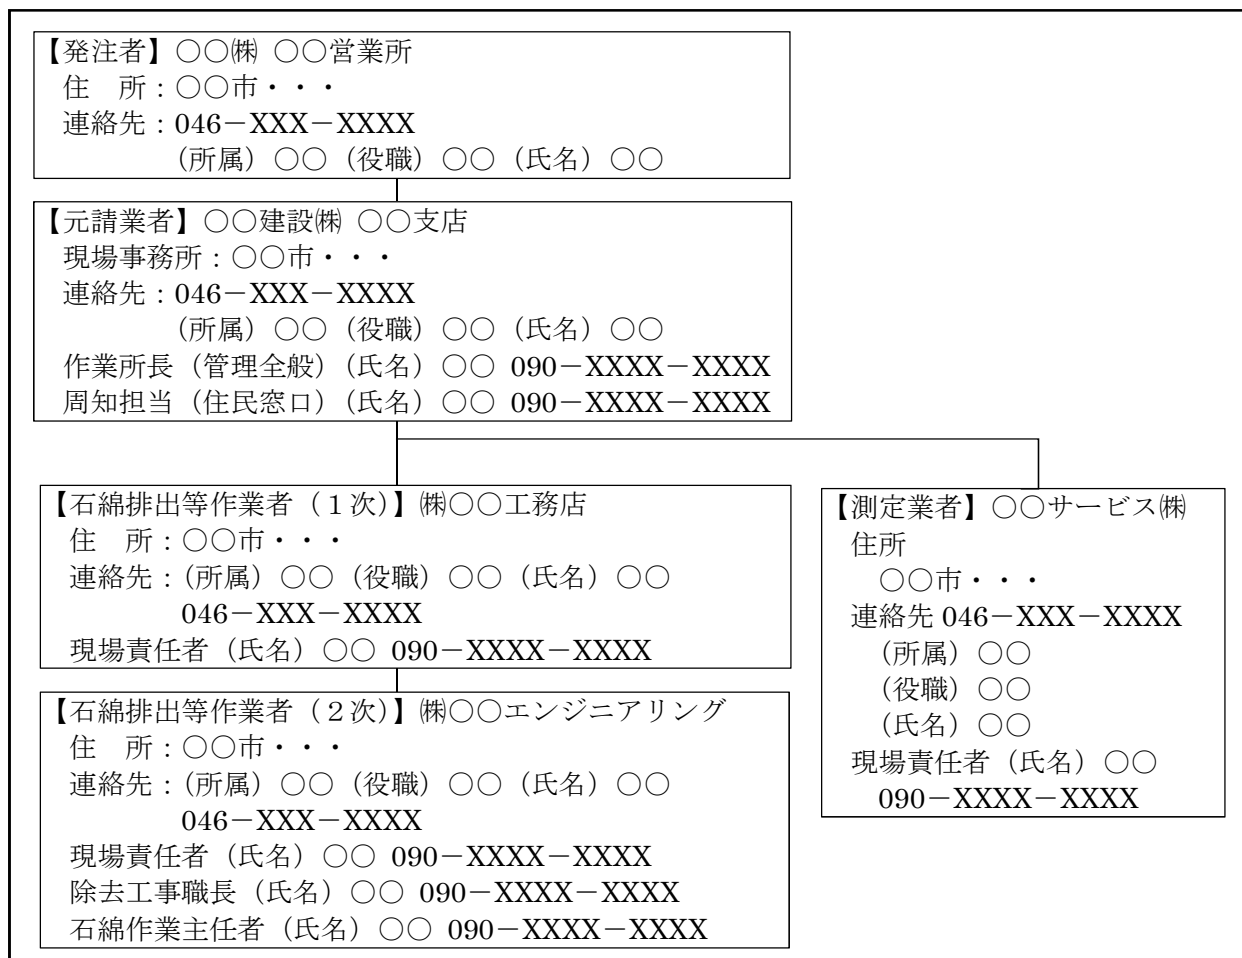 【発注者】○○㈱ ○○営業所
住　所：○○市・・・
連絡先：046－XXX－XXXX
（所属）○○（役職）○○（氏名）○○
【元請業者】○○建設㈱ ○○支店
現場事務所：○○市・・・
連絡先：046－XXX－XXXX
（所属）○○（役職）○○（氏名）○○
作業所長（管理全般）（氏名）○○ 090－XXXX－XXXX
周知担当（住民窓口）（氏名）○○ 090－XXXX－XXXX
【石綿排出等作業者（１次）】㈱○○工務店
住　所：○○市・・・
連絡先：（所属）○○（役職）○○（氏名）○○
046－XXX－XXXX
現場責任者（氏名）○○ 090－XXXX－XXXX
【石綿排出等作業者（２次）】㈱○○エンジニアリング
住　所：○○市・・・
連絡先：（所属）○○（役職）○○（氏名）○○
046－XXX－XXXX
現場責任者（氏名）○○ 090－XXXX－XXXX
除去工事職長（氏名）○○ 090－XXXX－XXXX
石綿作業主任者（氏名）○○ 090－XXXX－XXXX
【測定業者】○○サービス㈱
住所
○○市・・・
連絡先 046－XXX－XXXX
（所属）○○
（役職）○○
（氏名）○○
現場責任者（氏名）○○
090－XXXX－XXXX